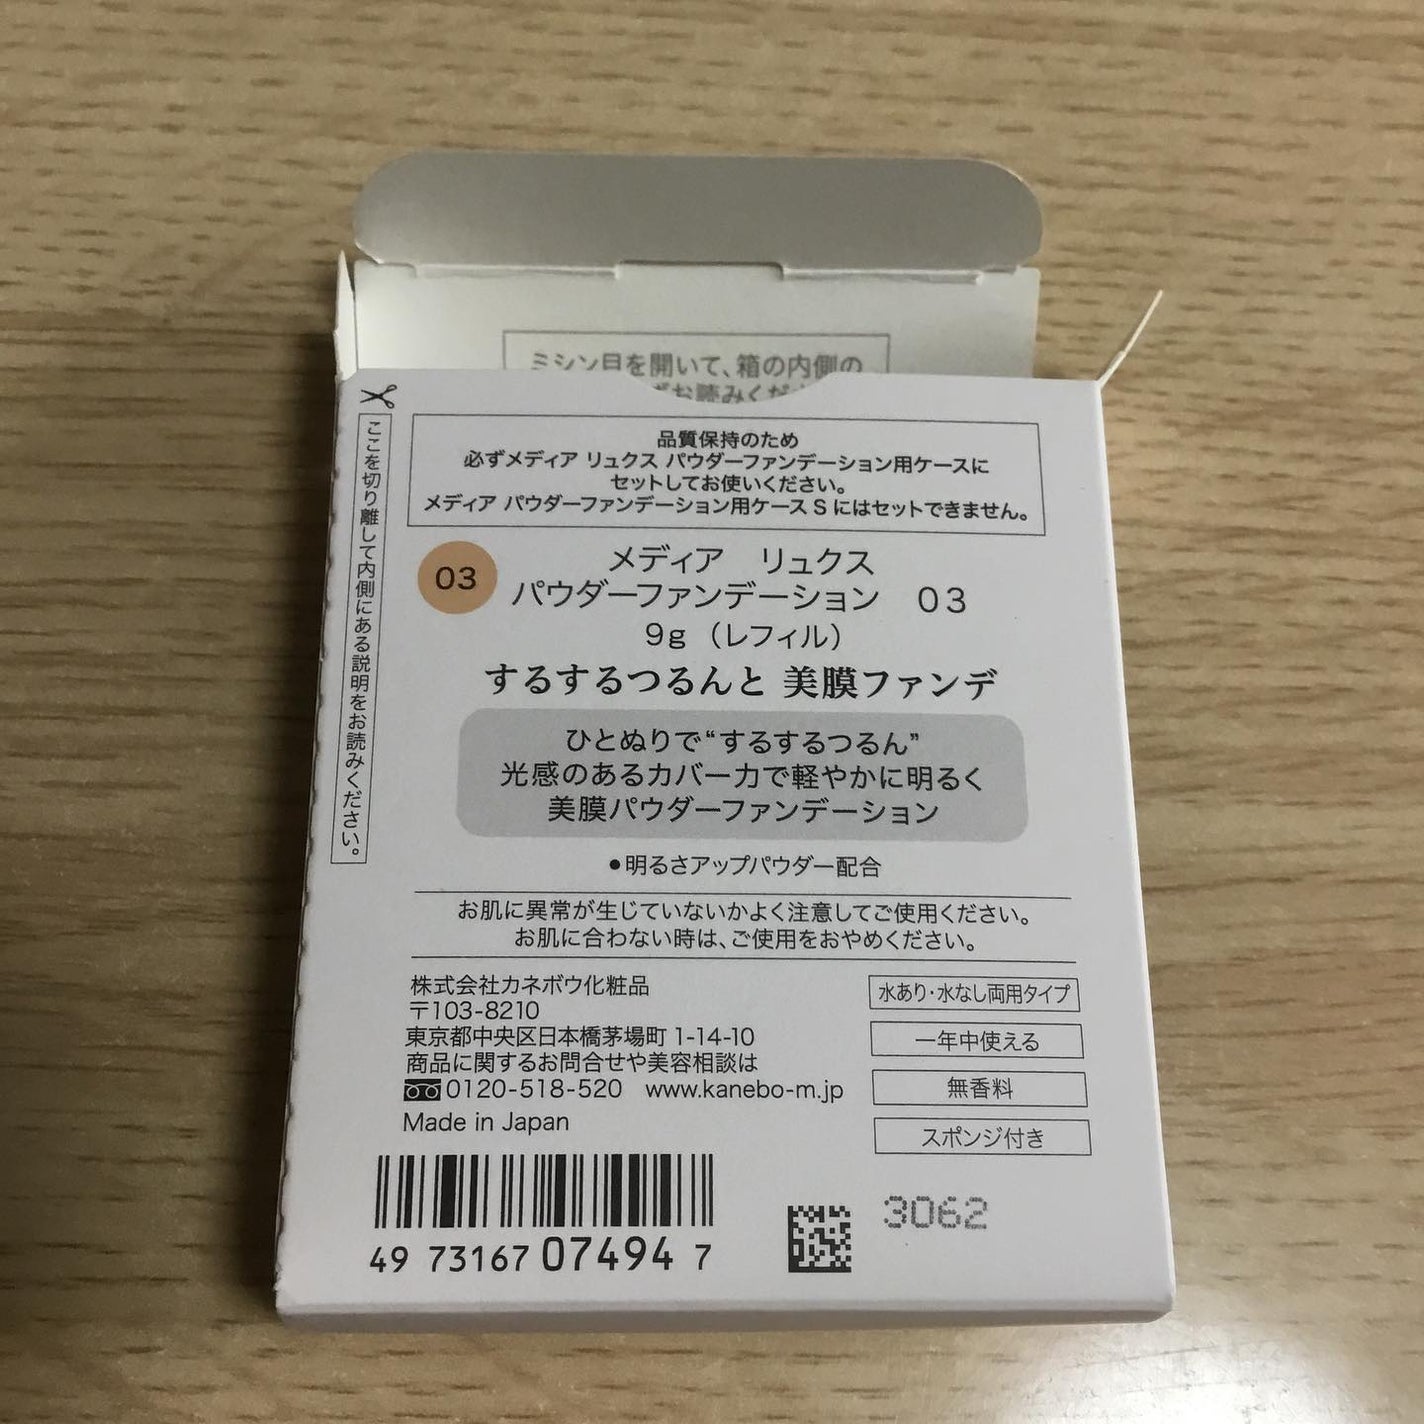 ミシン目を開いて、箱の内側の
お読みくだ
品質保持のため
必ずメディア リュクス パウダーファンデーション用ケースに
セットしてお使いください。
メディア パウダーファンデーション用ケース S にはセットできません。
ここを切り離して内側にある説明をお読みください。
03
メディア　リュクス
パウダーファンデーション　03
9g（レフィル）
するするつるんと 美膜ファンデ
ひとぬりで“するするつるん”
光感のあるカバー力で軽やかに明るく
美膜パウダーファンデーション
●明るさアップパウダー配合
お肌に異常が生じていないかよく注意してご使用ください。
お肌に合わない時は、ご使用をおやめください。
株式会社カネボウ化粧品
〒103-8210
東京都中央区日本橋茅場町 1-14-10
商品に関するお問合せや美容相談は
0120-518-520 www.kanebo-m.jp
Made in Japan
水あり・水なし両用タイプ
一年中使える
無香料
スポンジ付き
49 73167 07494 7
3062